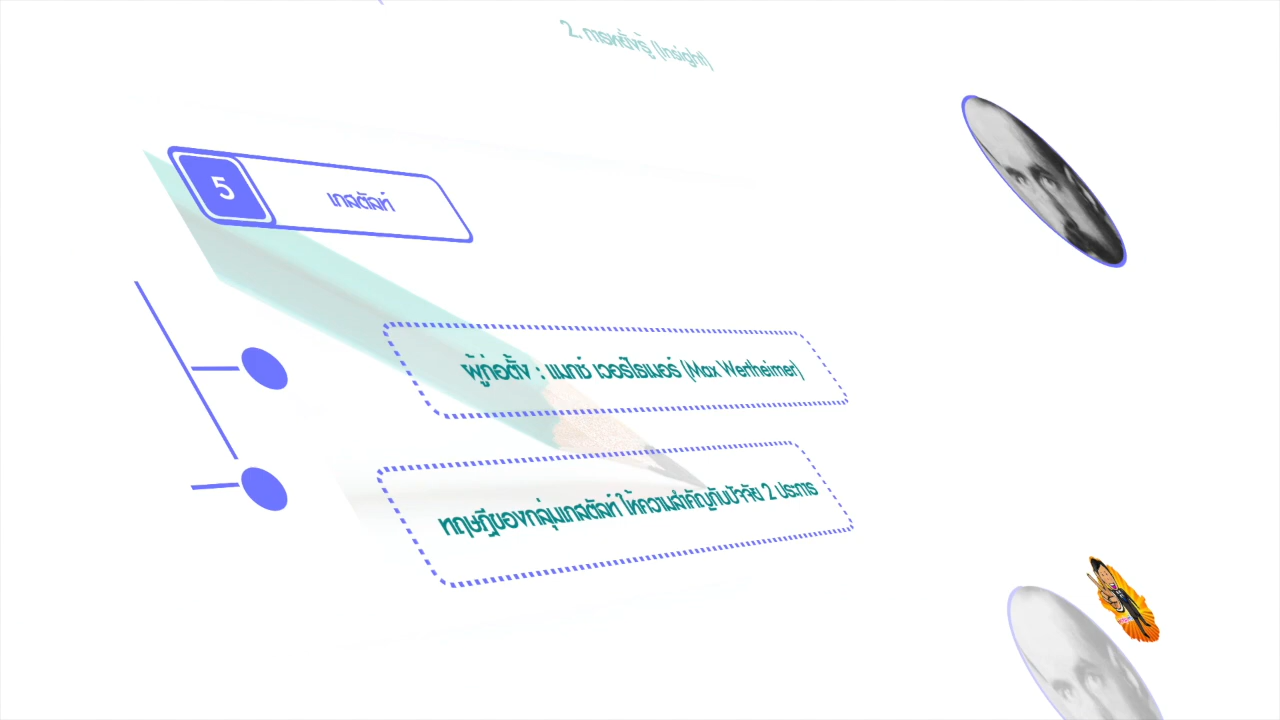 2. การหยั่งรู้ (Insight)
5
เกสตัลท์
ผู้ก่อตั้ง : แมกซ์ เวอร์ไธเมอร์ (Max Wertheimer)
ทฤษฎีของกลุ่มเกสตัลท์ ให้ความสำคัญกับปัจจัย 2 ประการ